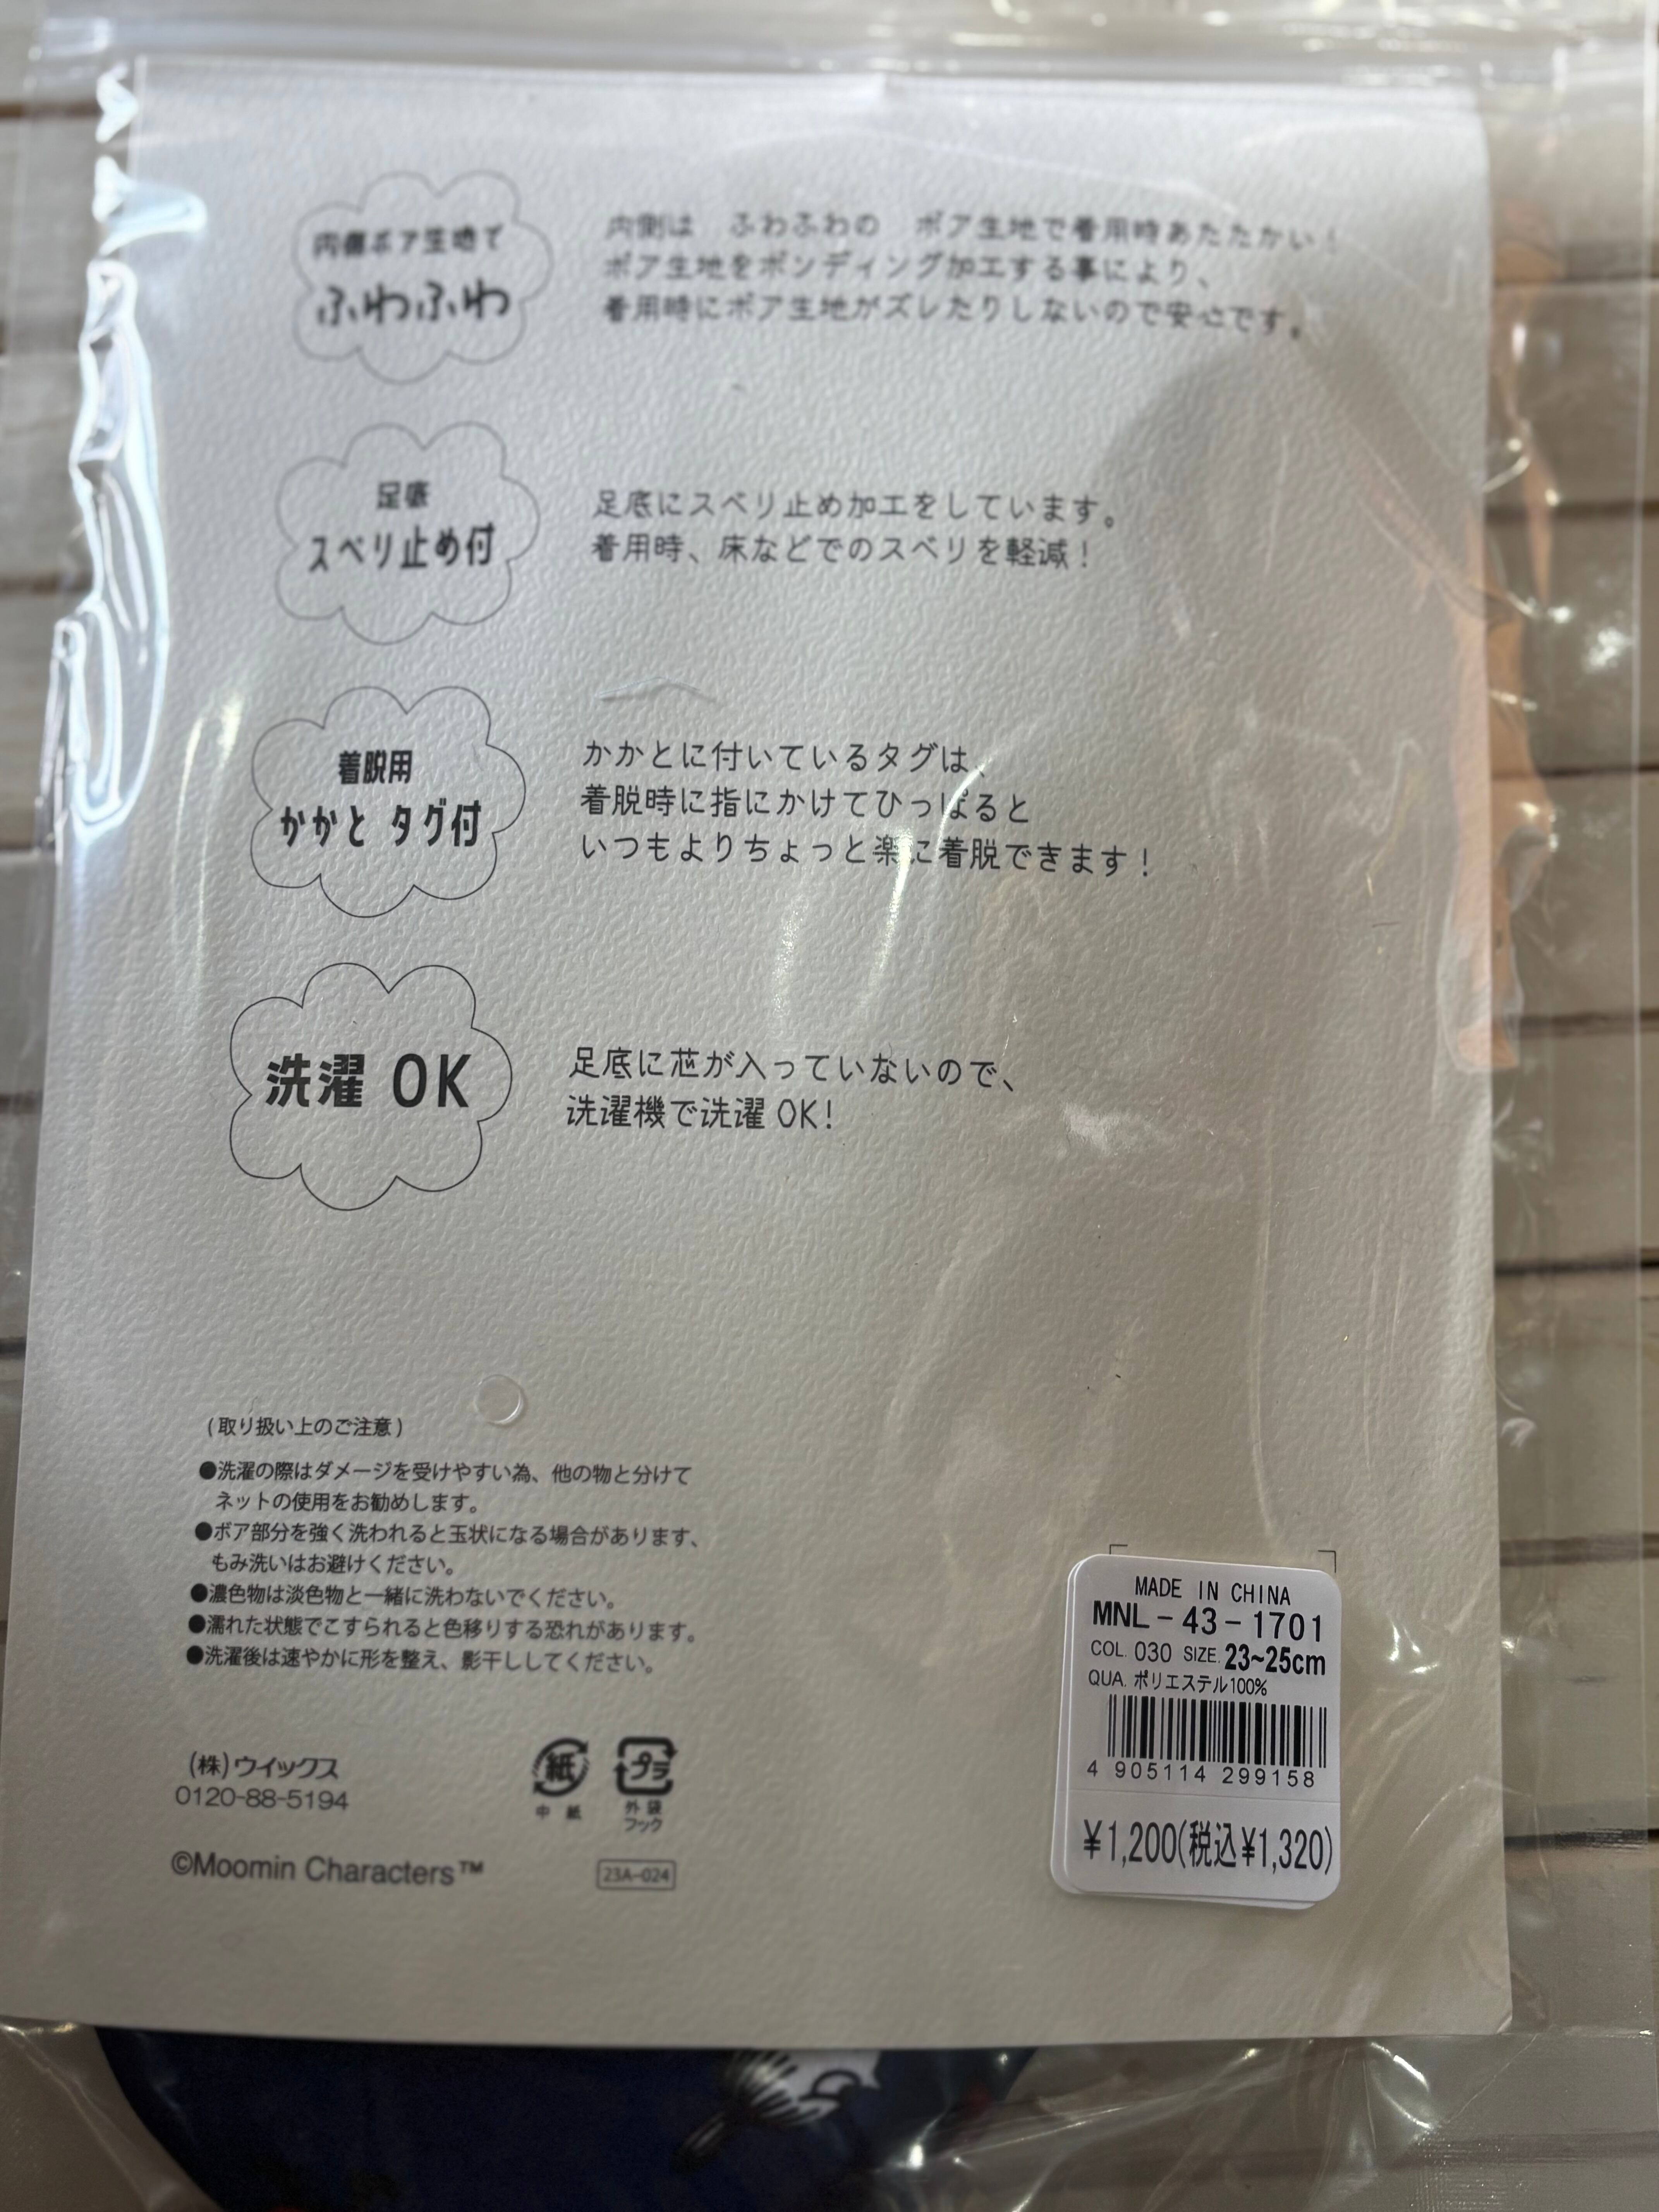 内側ボア生地で
ふわふわ
内側は ふわふわの ボア生地で着用時あたたかい！
ボア生地をボンディング加工する事により、
着用時にボア生地がズレたりしないので安心です。
足底
スベリ止め付
足底にスベリ止め加工をしています。
着用時、床などでのスベリを軽減！
着脱用
かかと タグ付
かかとに付いているタグは、
着脱時に指にかけてひっぱると
いつもよりちょっと楽に着脱できます！
洗濯 OK
足底に芯が入っていないので、
洗濯機で洗濯 OK！
(取り扱い上のご注意)
●洗濯の際はダメージを受けやすい為、他の物と分けて
ネットの使用をお勧めします。
●ボア部分を強く洗われると玉状になる場合があります、
もみ洗いはお避けください。
●濃色物は淡色物と一緒に洗わないでください。
●濡れた状態でこすられると色移りする恐れがあります。
●洗濯後は速やかに形を整え、影干ししてください。
(株)ウイックス
0120-88-5194
紙
中 紙
プラ
外 袋
フック
©Moomin Characters™
23A-024
MADE IN CHINA
MNL-43-1701
COL. 030 SIZE. 23~25cm
QUA. ポリエステル100%
4 905114 299158
¥1,200(税込¥1,320)